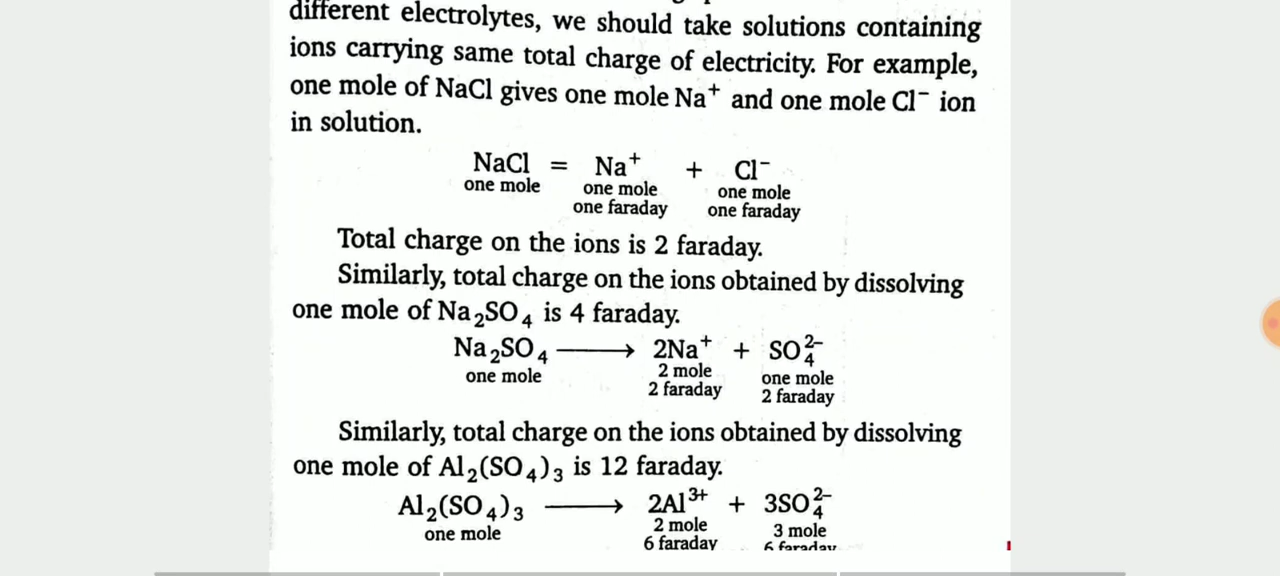 different electrolytes, we should take solutions containing
ions carrying same total charge of electricity. For example,
one mole of NaCl gives one mole Na⁺ and one mole Cl⁻ ion
in solution.
NaCl = Na⁺ + Cl⁻
one mole one mole one mole
one faraday one faraday
Total charge on the ions is 2 faraday.
Similarly, total charge on the ions obtained by dissolving
one mole of Na₂SO₄ is 4 faraday.
Na₂SO₄ ⟶ 2Na⁺ + SO₄²⁻
one mole 2 mole one mole
2 faraday 2 faraday
Similarly, total charge on the ions obtained by dissolving
one mole of Al₂(SO₄)₃ is 12 faraday.
Al₂(SO₄)₃ ⟶ 2Al³⁺ + 3SO₄²⁻
one mole 2 mole 3 mole
6 faraday 6 faraday